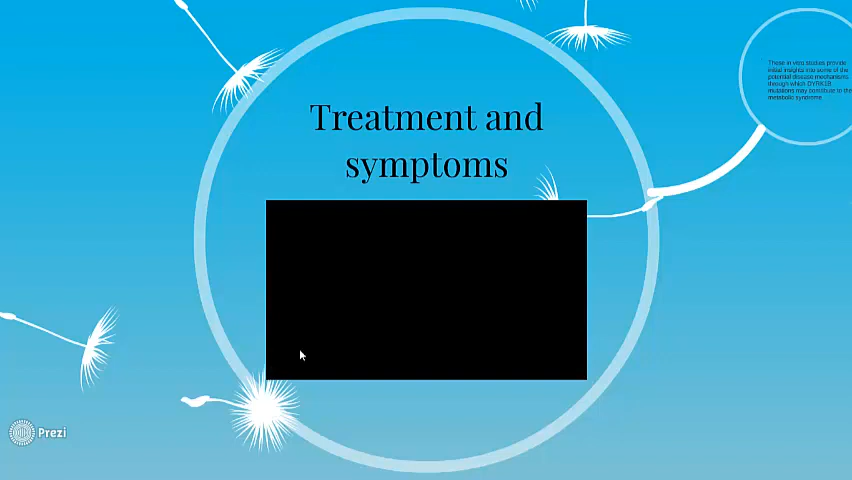 Treatment and
symptoms
These in vitro studies provide
initial insights into some of the
potential disease mechanisms
through which DYRK1B
mutations may contribute to the
metabolic syndrome
Prezi